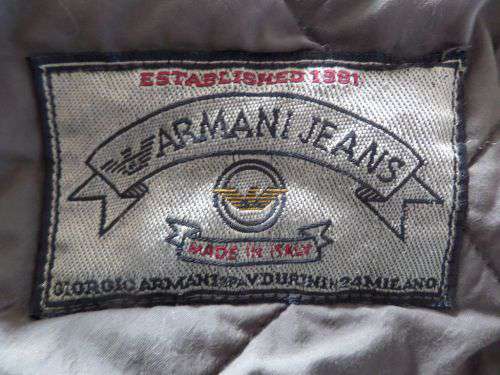 ESTABLISHED 1981
ARMANI JEANS
MADE IN ITALY
GIORGIO ARMANI SPA V. DURINI N 24 MILANO